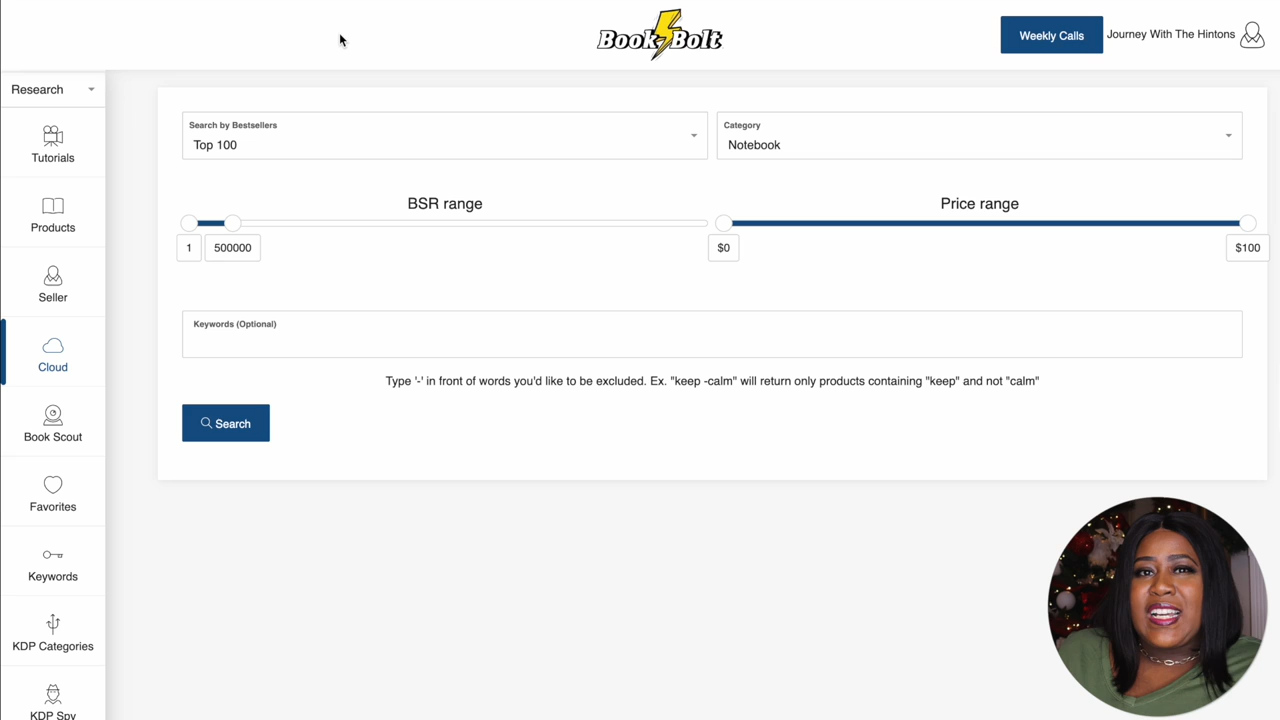 Book Bolt
Weekly Calls
Journey With The Hintons
Research
Tutorials
Products
Seller
Cloud
Book Scout
Favorites
Keywords
KDP Categories
KDP Spy
Search by Bestsellers
Top 100
Category
Notebook
BSR range
1
500000
Price range
$0
$100
Keywords (Optional)
Type '-' in front of words you'd like to be excluded. Ex. "keep -calm" will return only products containing "keep" and not "calm"
Search